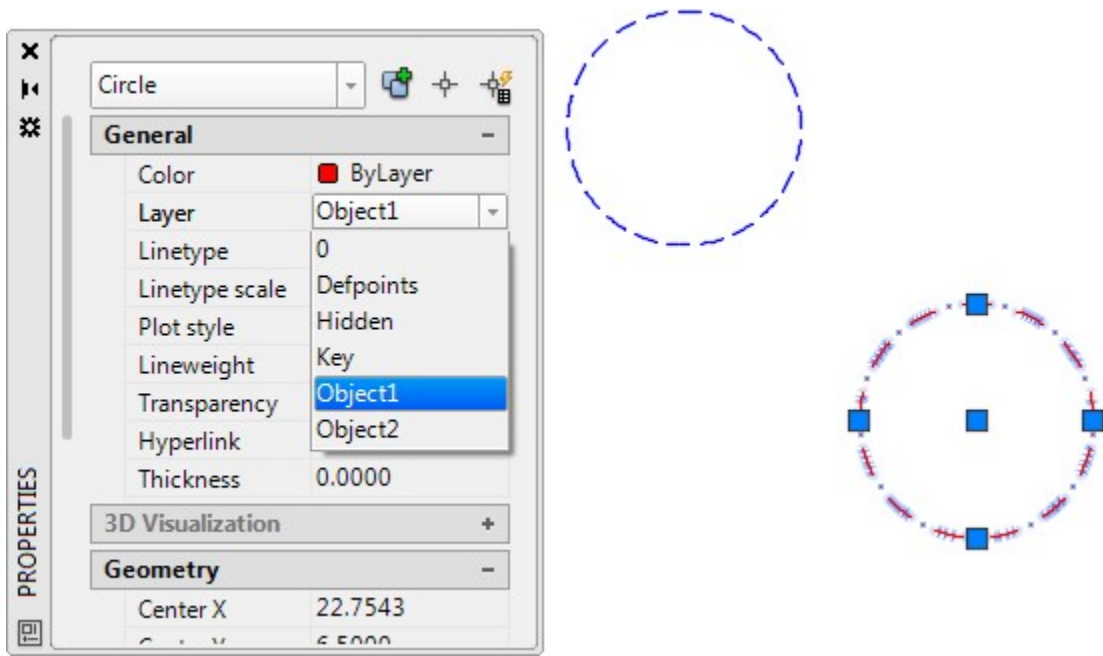 Circle
General
Color ByLayer
Layer Object1
Linetype 0
Linetype scale Defpoints
Plot style Hidden
Lineweight Key
Transparency Object1
Hyperlink Object2
Thickness 0.0000
3D Visualization
Geometry
Center X 22.7543
PROPERTIES